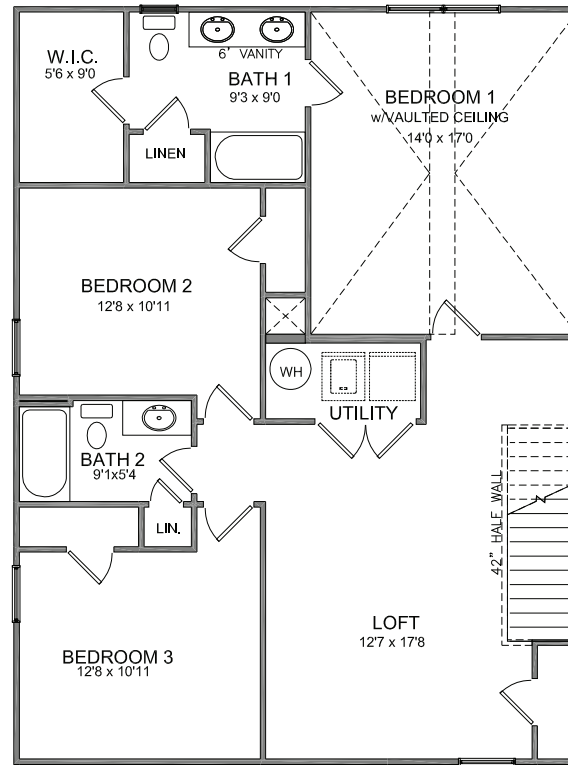 W.I.C.
5'6 x 9'0
6' VANITY
BATH 1
9'3 x 9'0
LINEN
BEDROOM 1
w/VAULTED CEILING
14'0 x 17'0
BEDROOM 2
12'8 x 10'11
WH
UTILITY
BATH 2
9'1x5'4
LIN.
42" HALF WALL
LOFT
12'7 x 17'8
BEDROOM 3
12'8 x 10'11